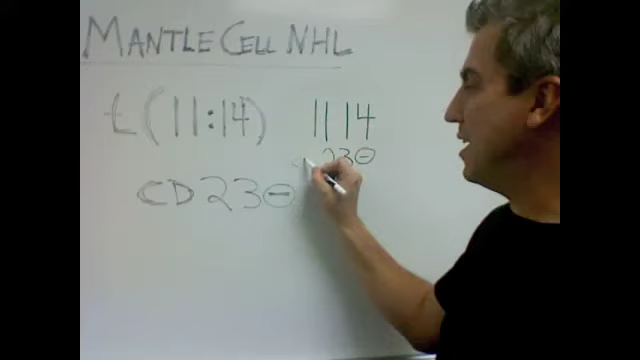 MANTLE CELL NHL
t(11:14)
11 14
C 23⊖
CD23⊖